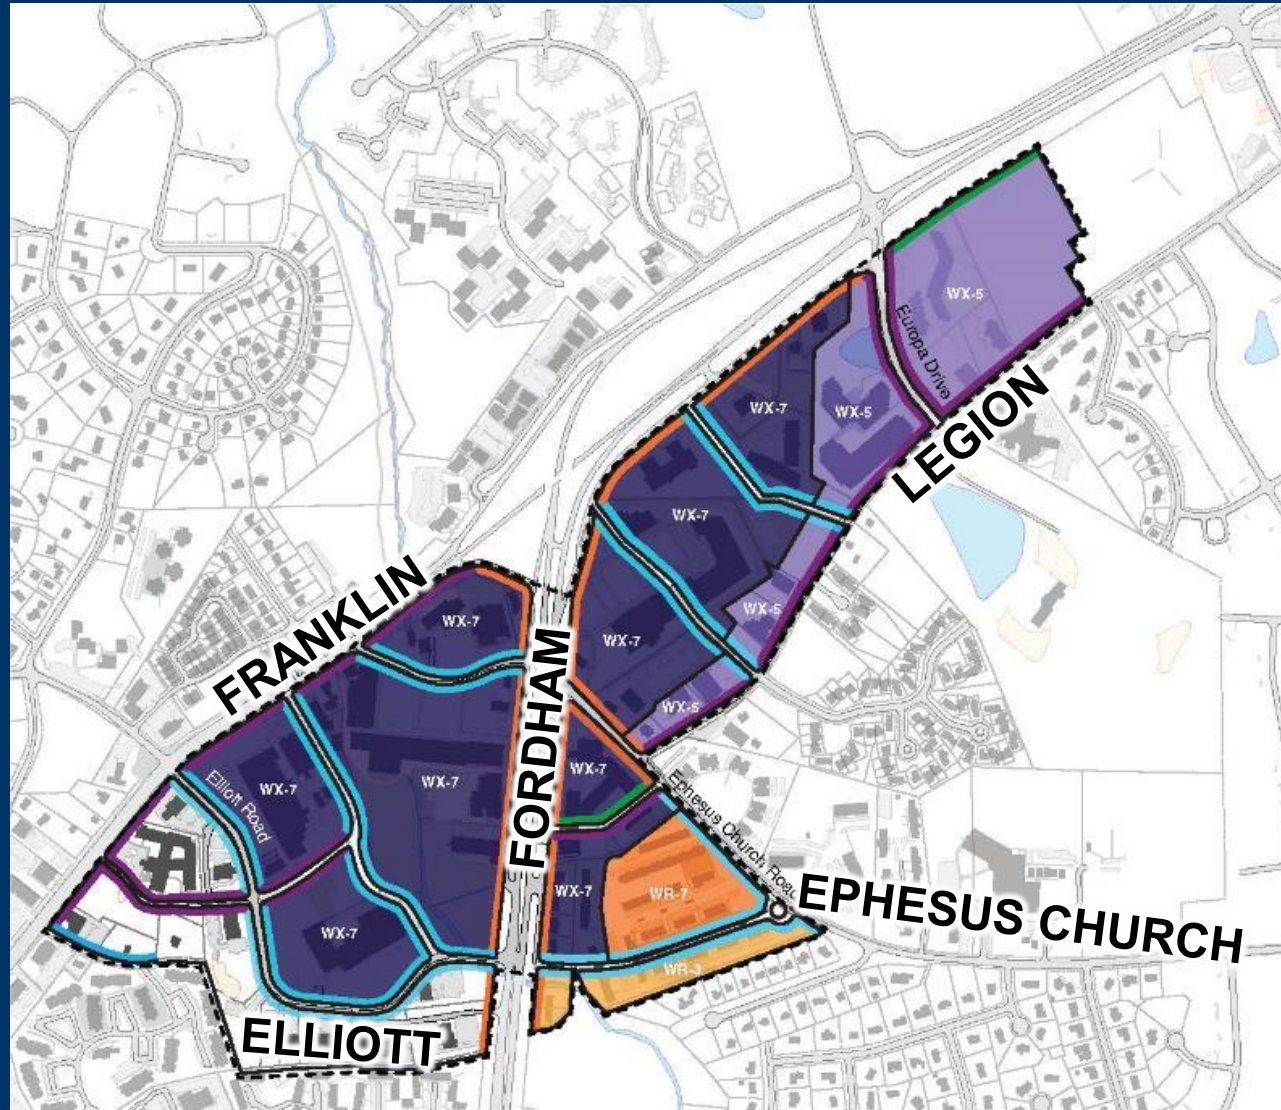 WX-5
Europa Drive
WX-7
WX-5
LEGION
WX-7
FRANKLIN
WX-7
WX-5
WX-7
FORDHAM
WX-5
WX-7
WX-7
WX-7
Elliott Road
Ephesus Church Road
WX-7
WR-7
EPHESUS CHURCH
WX-7
WR-3
ELLIOTT